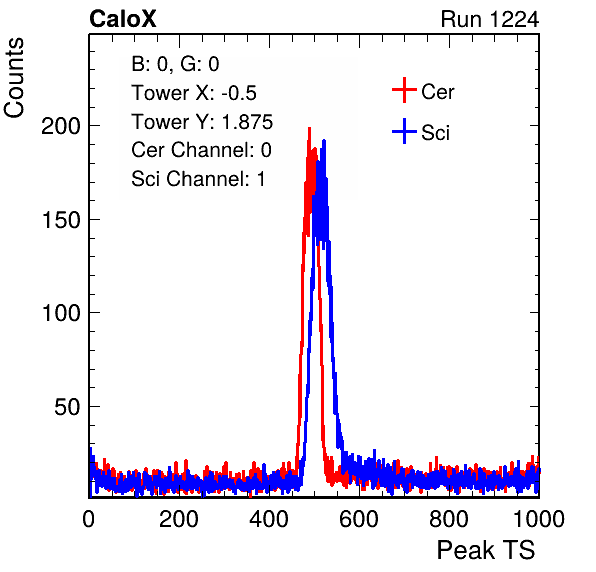 CaloX Run 1224
Counts
B: 0, G: 0
Tower X: -0.5
Tower Y: 1.875
Cer Channel: 0
Sci Channel: 1
Cer
Sci
200
150
100
50
0 200 400 600 800 1000
Peak TS